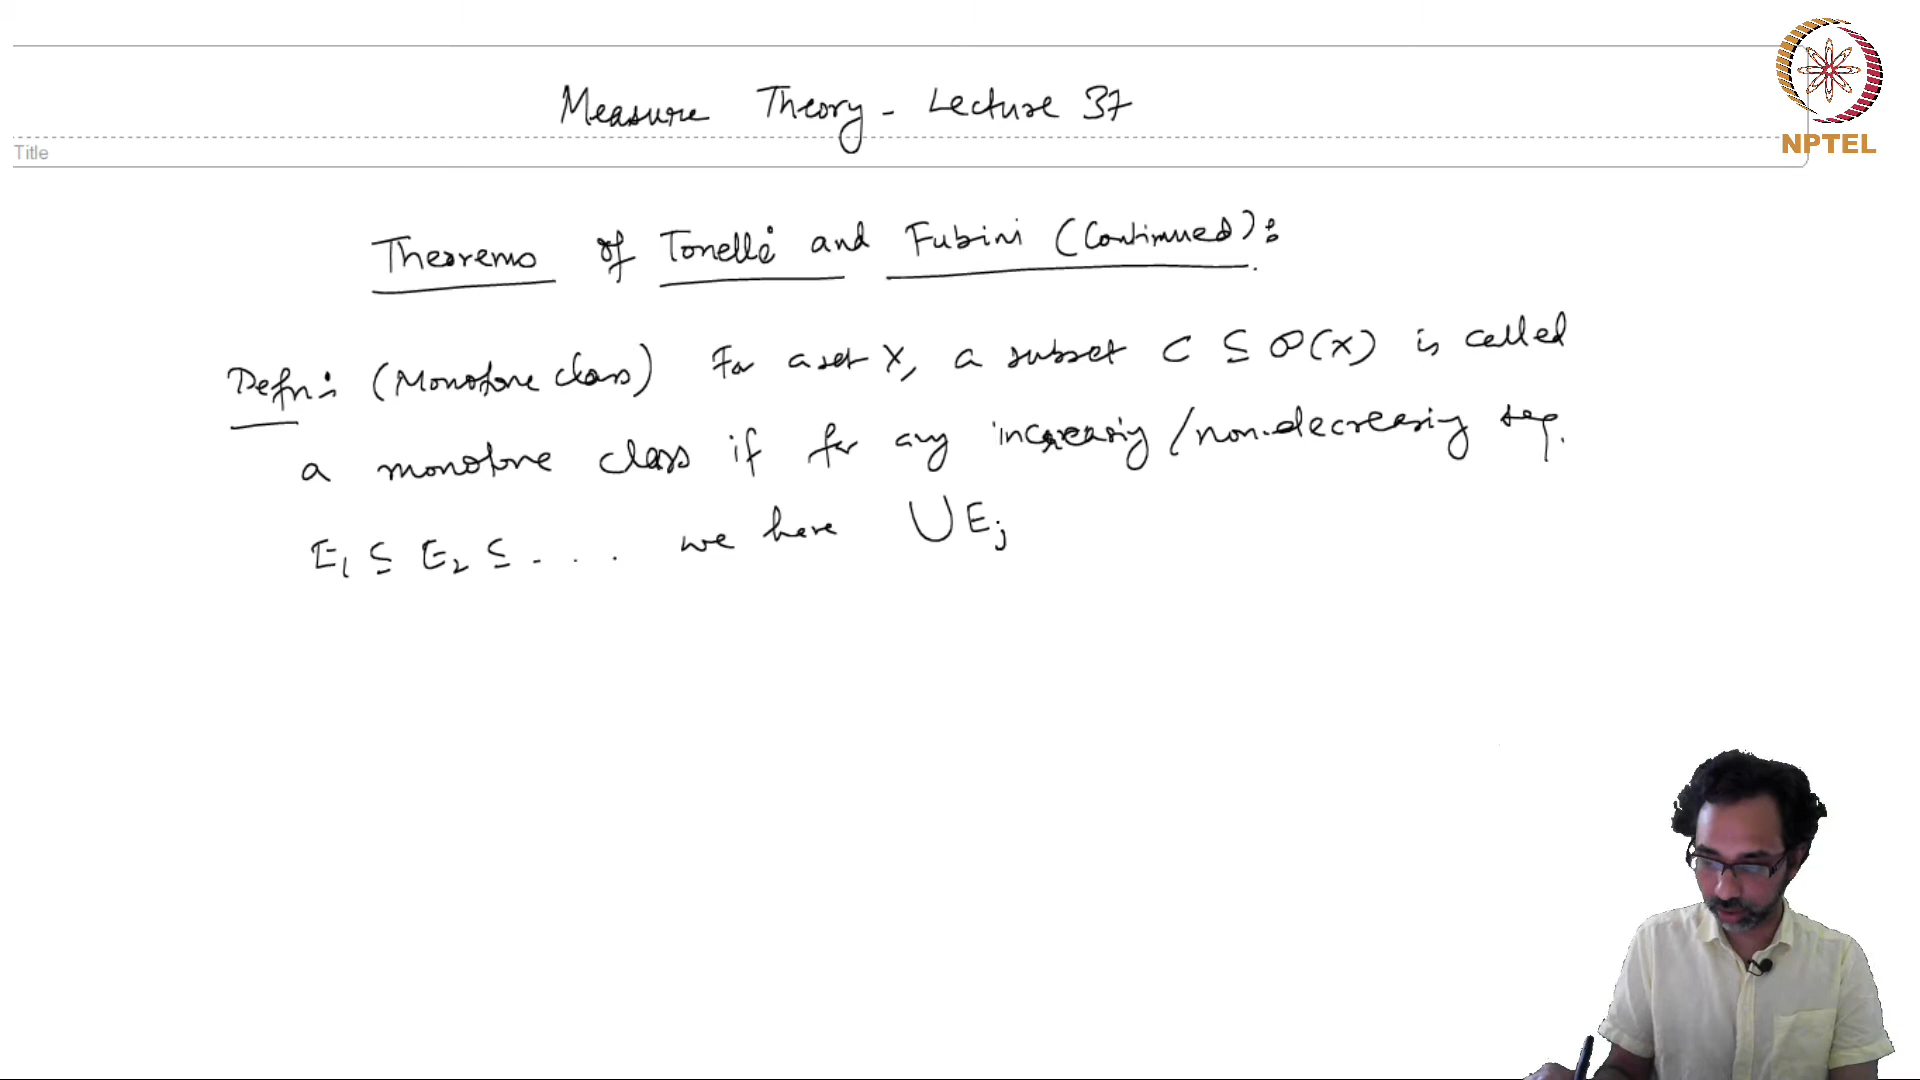 Measure Theory - Lecture 37
NPTEL
Title
Theorems of Tonelli and Fubini (Continued):
Defn: (Monotone class) For a set X, a subset C ⊆ P(X) is called
a monotone class if for any increasing/non-decreasing seq.
E₁ ⊆ E₂ ⊆ . . . . we have ⋃ Eⱼ